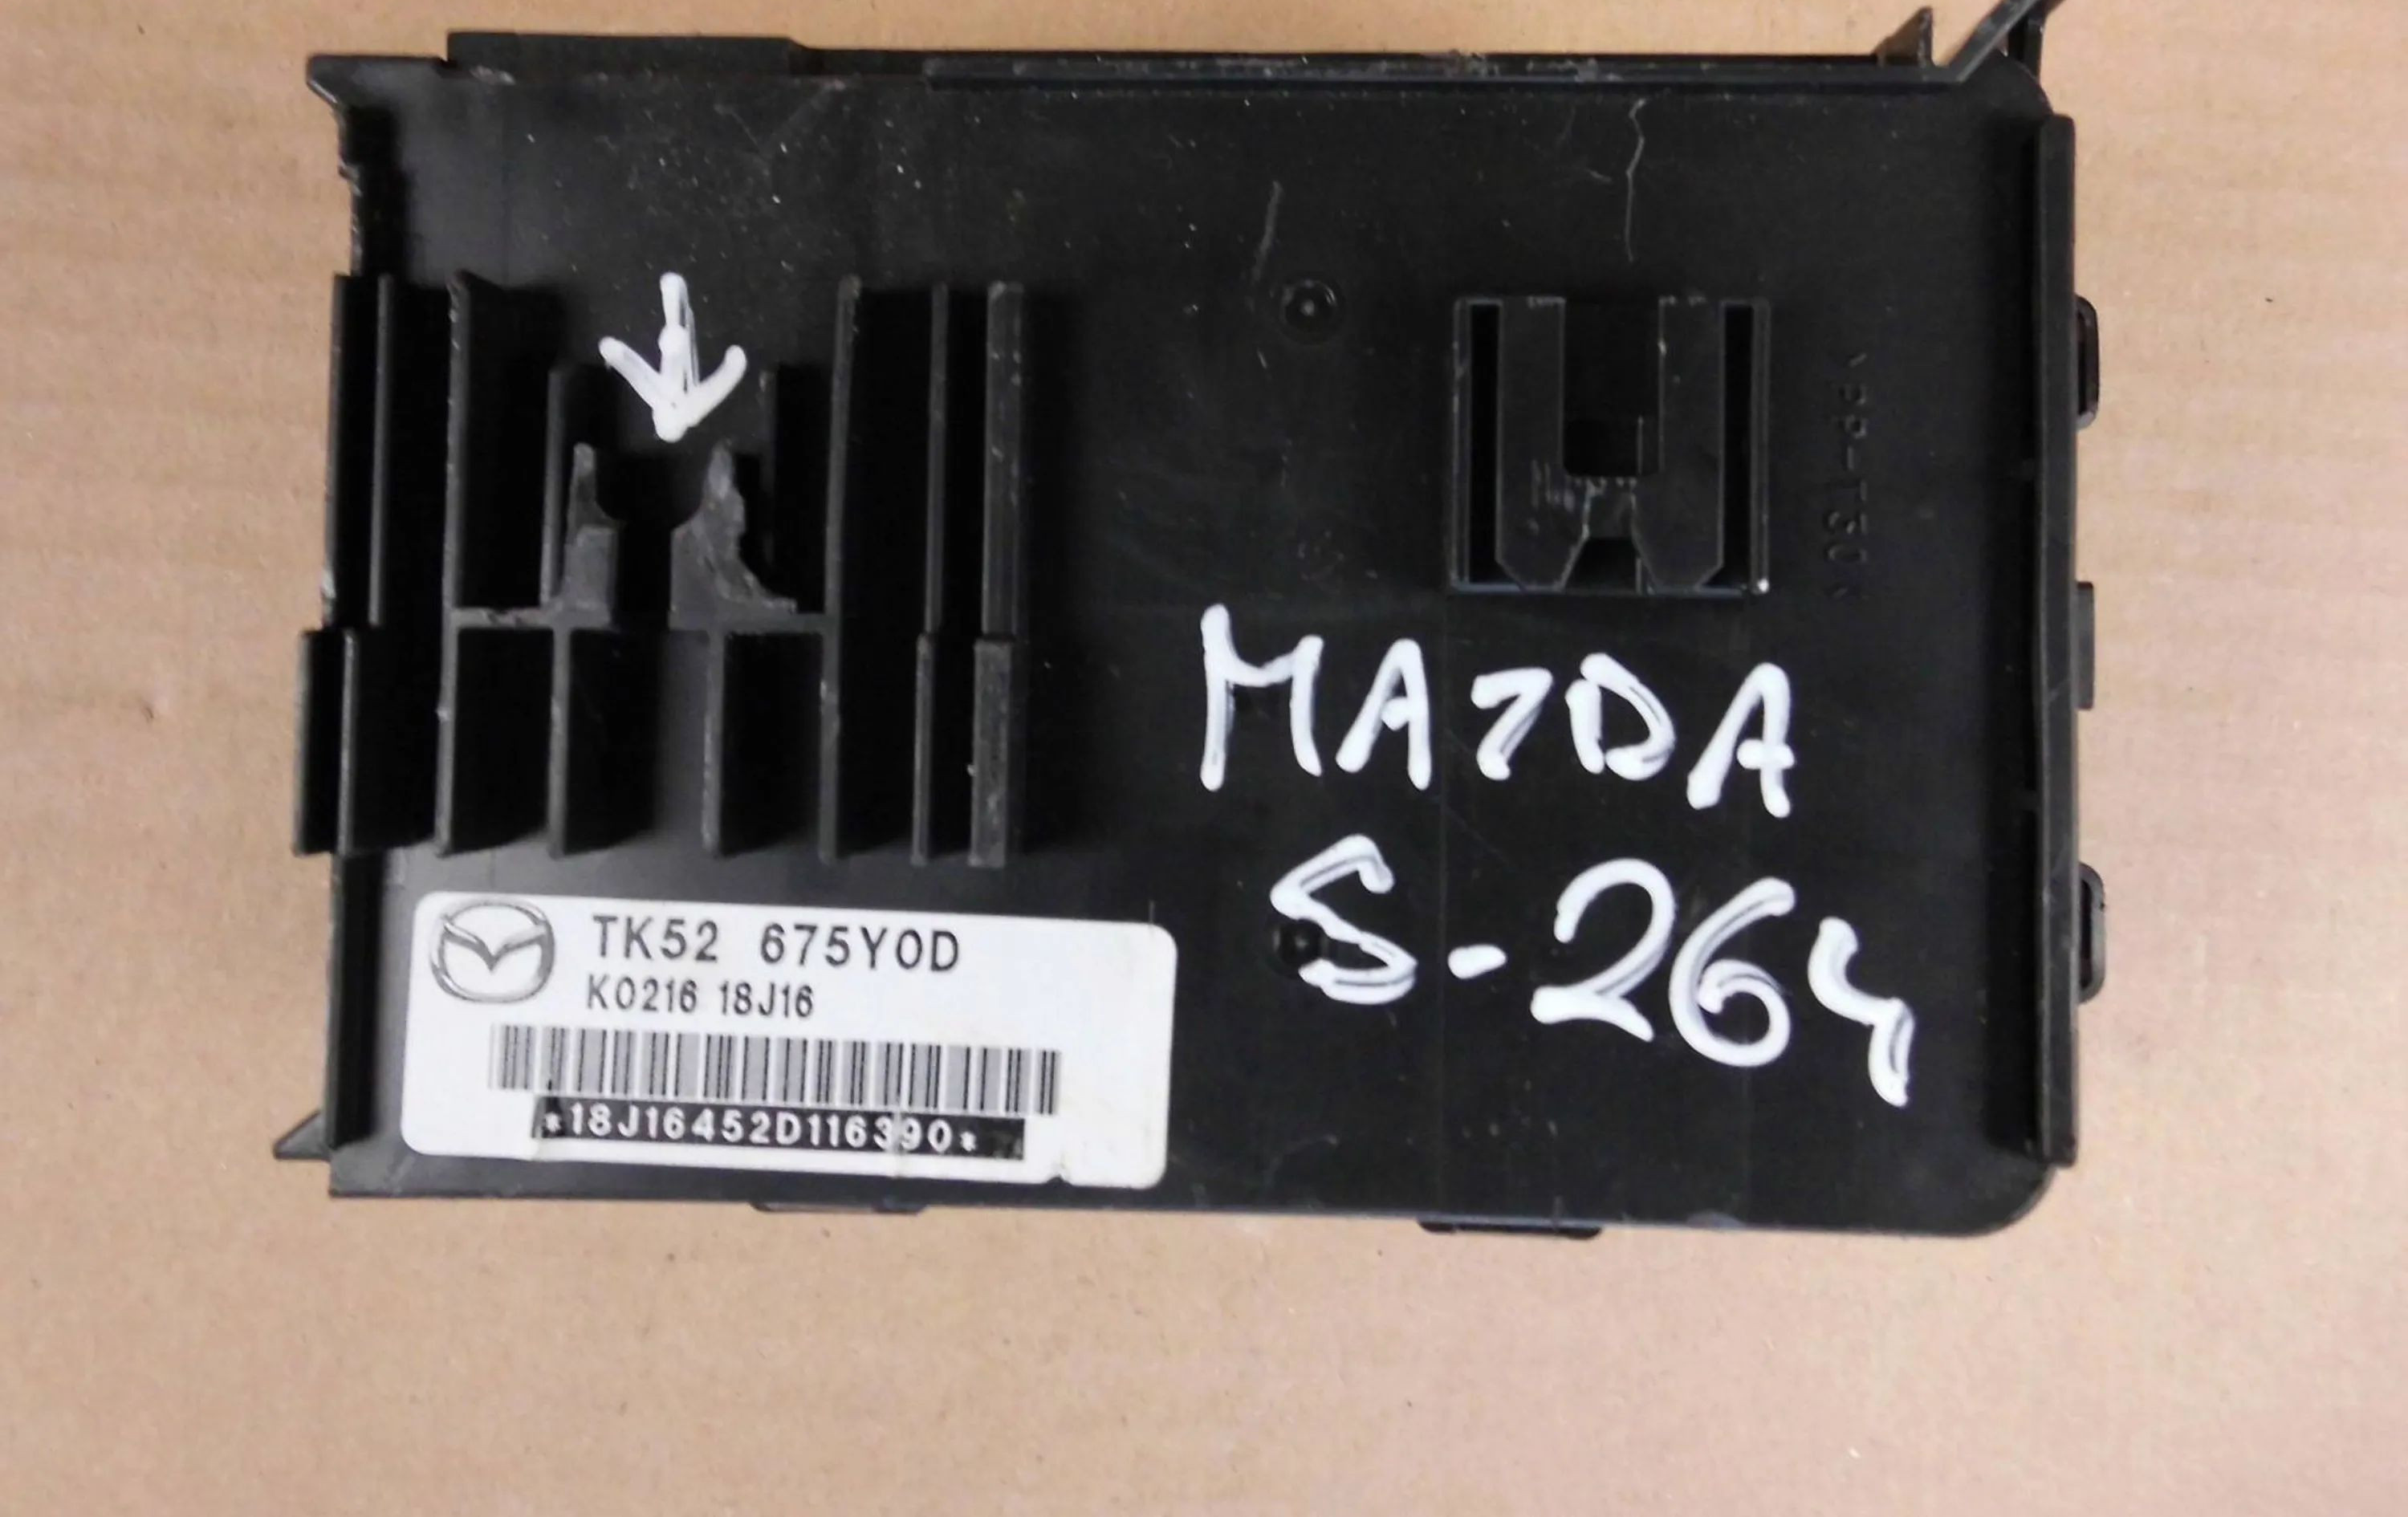 MAZDA
S-264
TK52 675Y0D
K0216 18J16
*18J16452D116390*